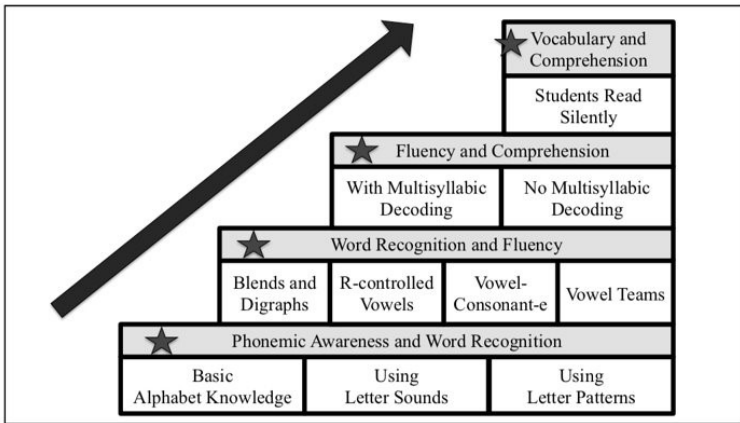 Vocabulary and
Comprehension
Students Read
Silently
Fluency and Comprehension
With Multisyllabic
Decoding
No Multisyllabic
Decoding
Word Recognition and Fluency
Blends and
Digraphs
R-controlled
Vowels
Vowel-
Consonant-e
Vowel Teams
Phonemic Awareness and Word Recognition
Basic
Alphabet Knowledge
Using
Letter Sounds
Using
Letter Patterns